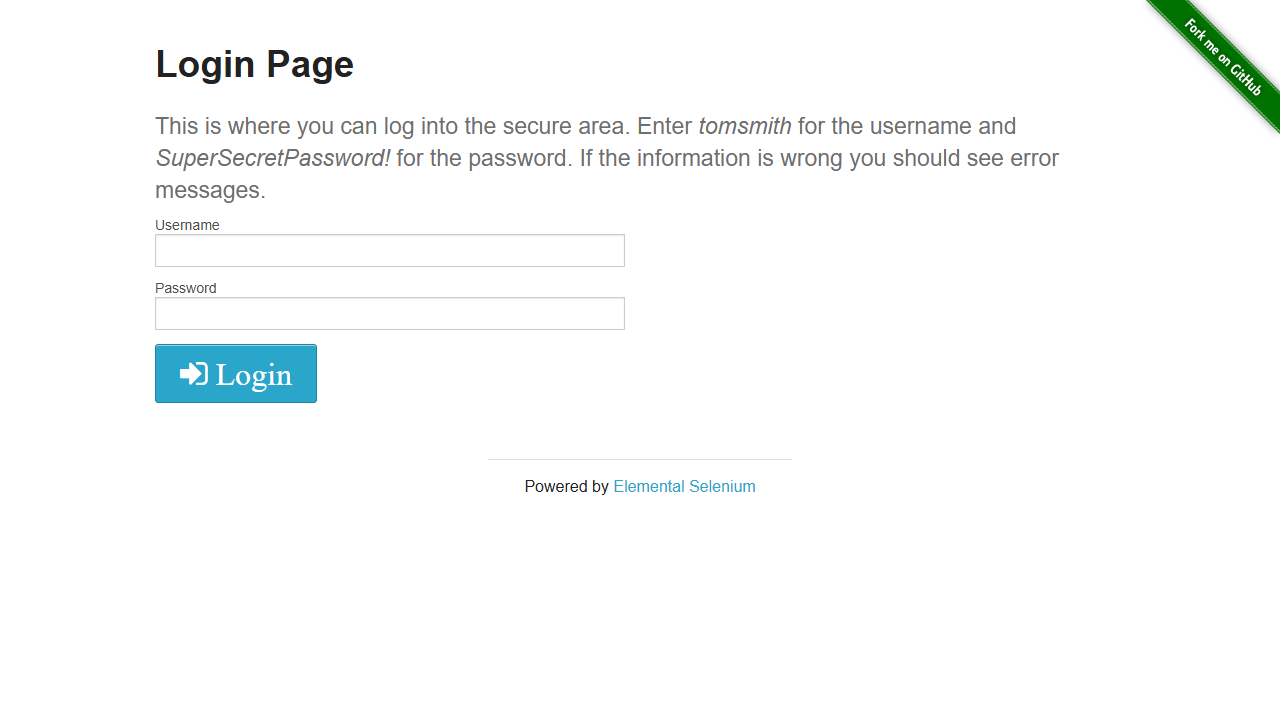 Login Page
Fork me on GitHub
This is where you can log into the secure area. Enter tomsmith for the username and
SuperSecretPassword! for the password. If the information is wrong you should see error
messages.
Username
Password
Login
Powered by Elemental Selenium